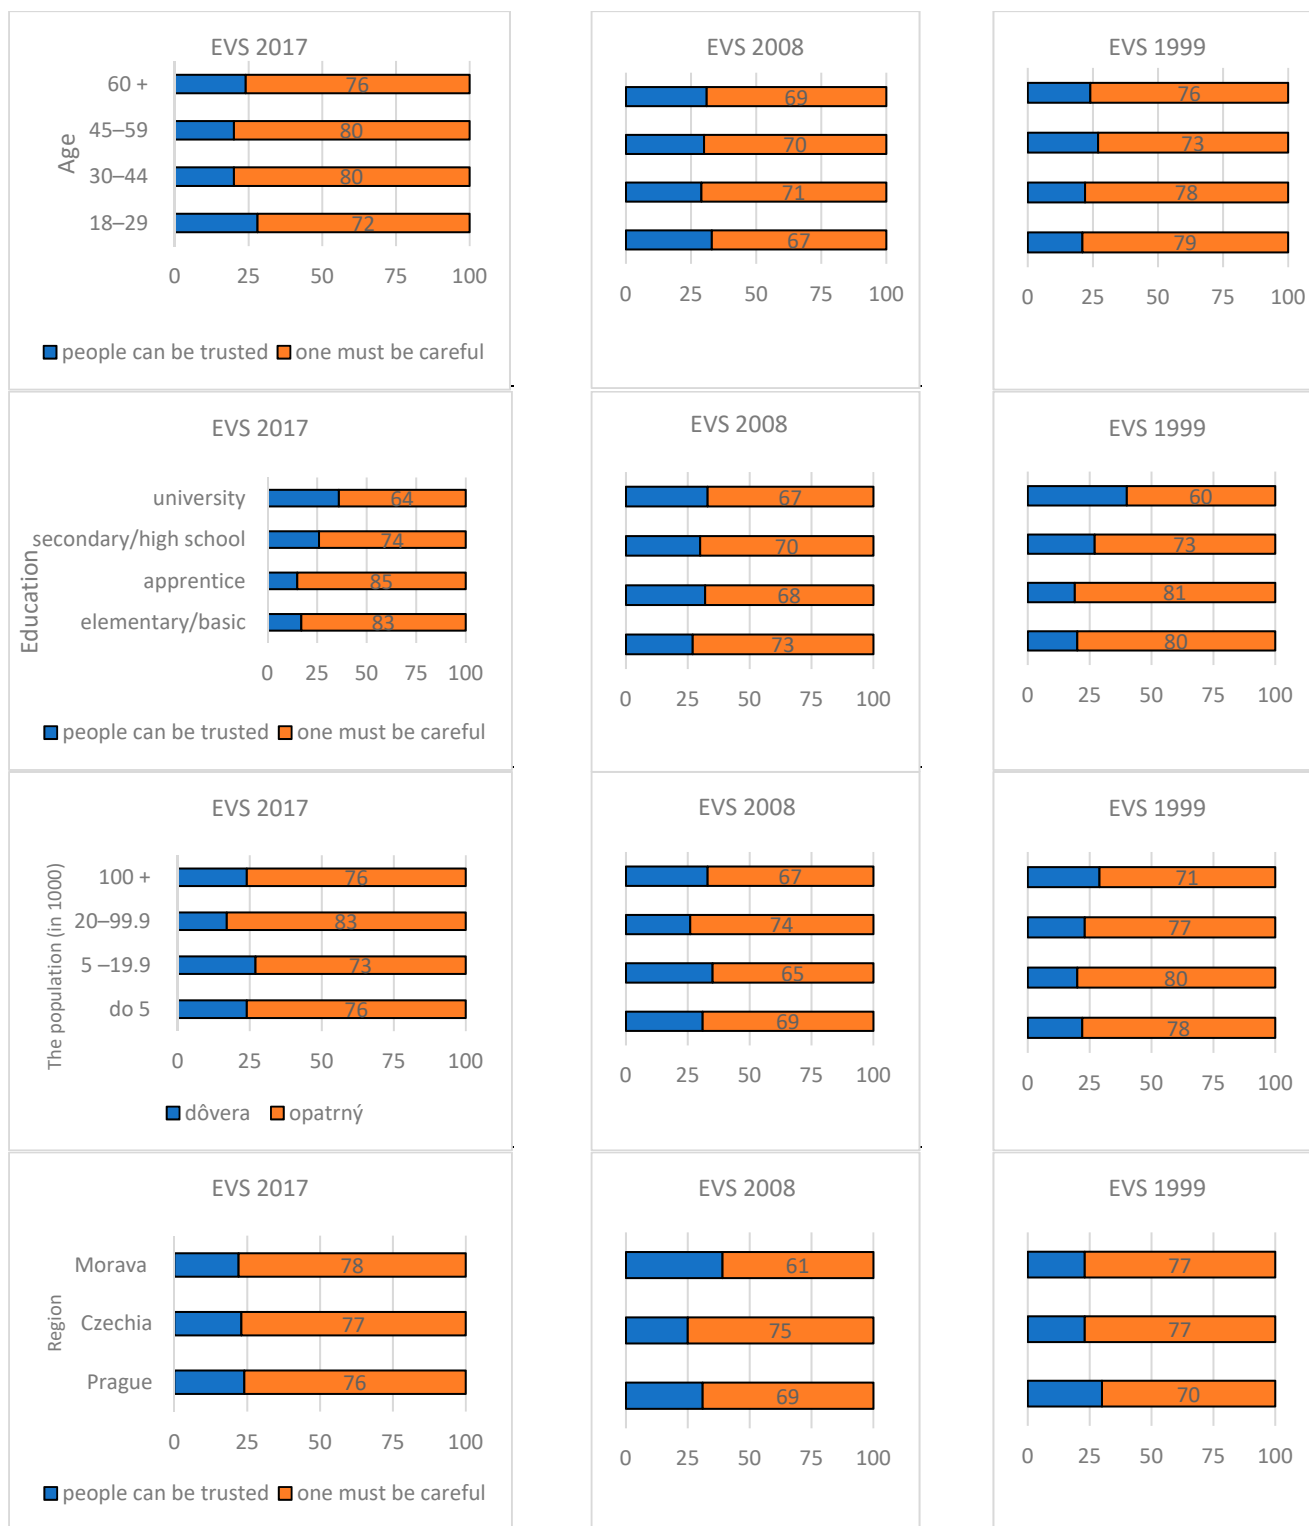 EVS 2017
Age
60 +
76
45–59
80
30–44
80
18–29
72
0 25 50 75 100
people can be trusted one must be careful
EVS 2008
69
70
71
67
0 25 50 75 100
EVS 1999
76
73
78
79
0 25 50 75 100
EVS 2017
Education
university
64
secondary/high school
74
apprentice
85
elementary/basic
83
0 25 50 75 100
people can be trusted one must be careful
EVS 2008
67
70
68
73
0 25 50 75 100
EVS 1999
60
73
81
80
0 25 50 75 100
EVS 2017
The population (in 1000)
100 +
76
20–99.9
83
5 –19.9
73
do 5
76
0 25 50 75 100
dôvera opatrný
EVS 2008
67
74
65
69
0 25 50 75 100
EVS 1999
71
77
80
78
0 25 50 75 100
EVS 2017
Region
Morava
78
Czechia
77
Prague
76
0 25 50 75 100
people can be trusted one must be careful
EVS 2008
61
75
69
0 25 50 75 100
EVS 1999
77
77
70
0 25 50 75 100